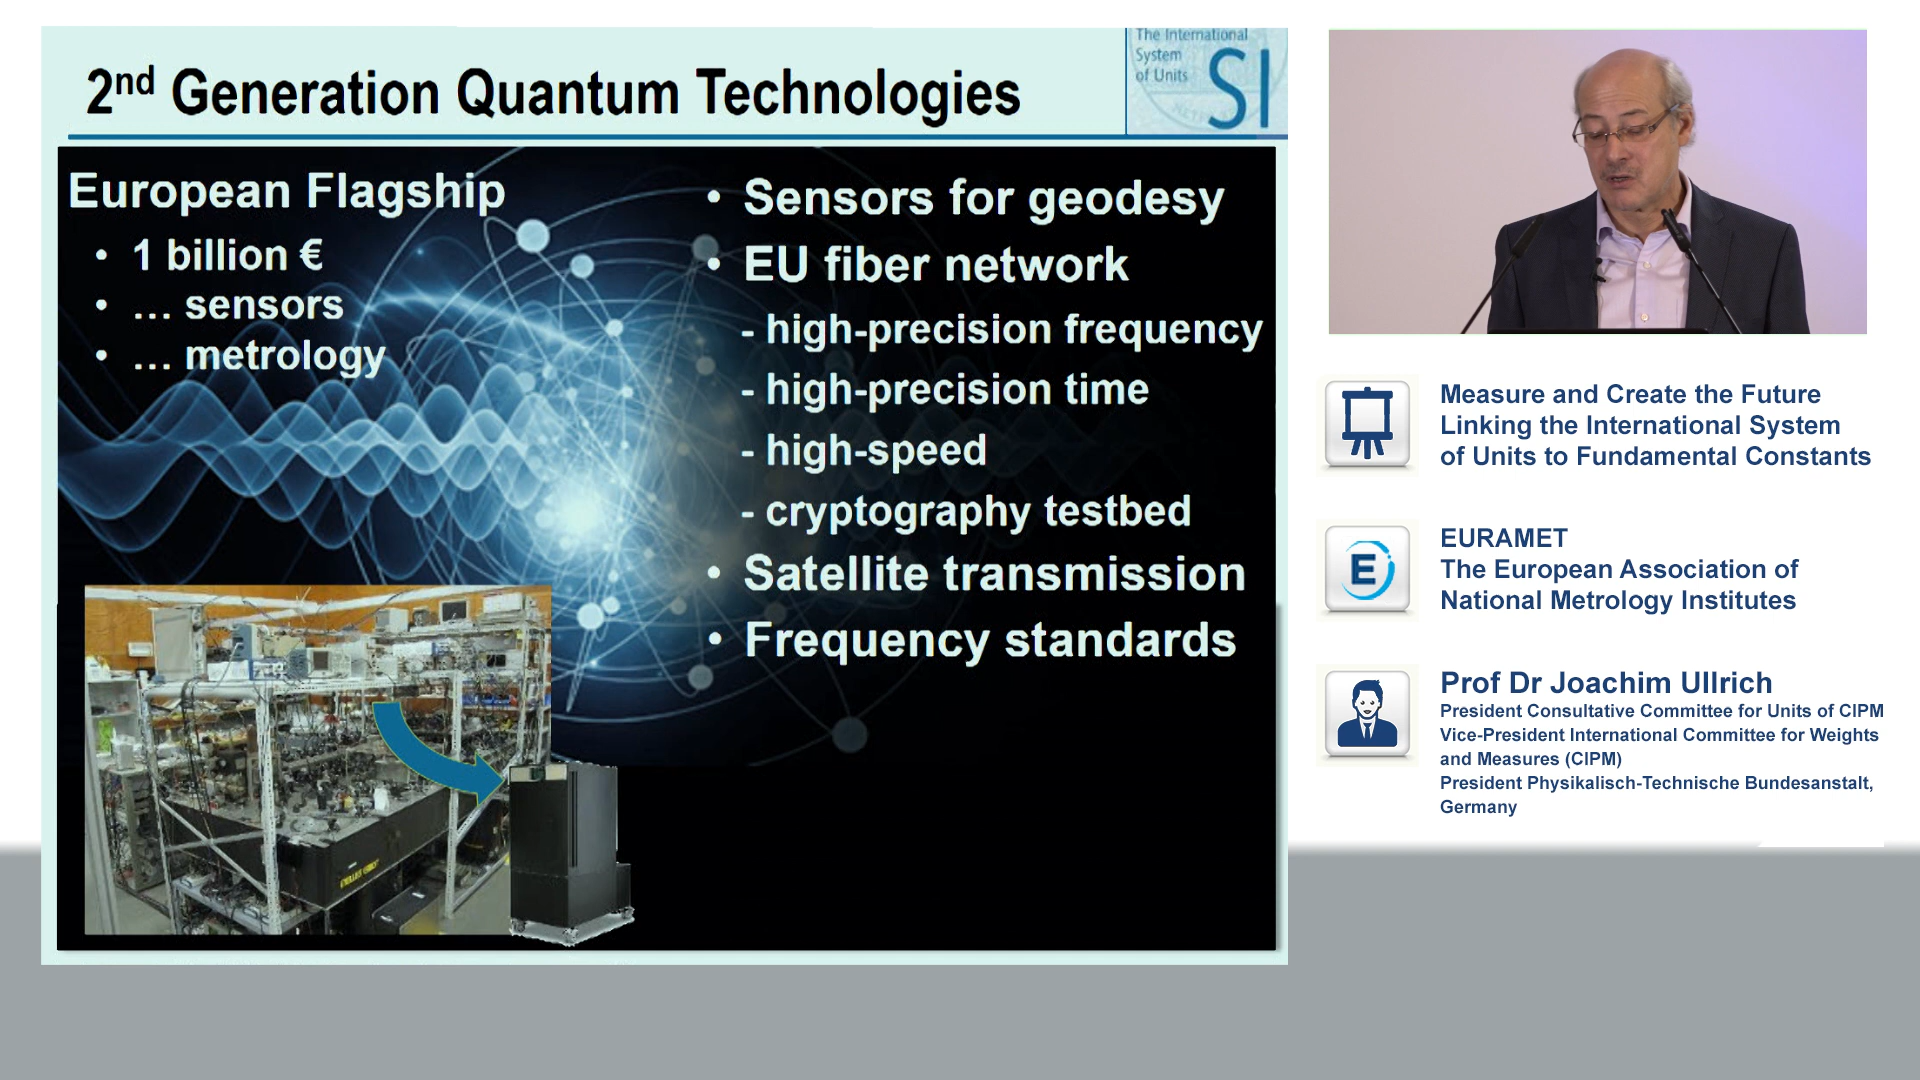 2nd Generation Quantum Technologies
The International
System
of Units
SI
European Flagship
• 1 billion €
• … sensors
• … metrology
• Sensors for geodesy
• EU fiber network
- high-precision frequency
- high-precision time
- high-speed
- cryptography testbed
• Satellite transmission
• Frequency standards
Measure and Create the Future
Linking the International System
of Units to Fundamental Constants
E
EURAMET
The European Association of
National Metrology Institutes
Prof Dr Joachim Ullrich
President Consultative Committee for Units of CIPM
Vice-President International Committee for Weights
and Measures (CIPM)
President Physikalisch-Technische Bundesanstalt,
Germany